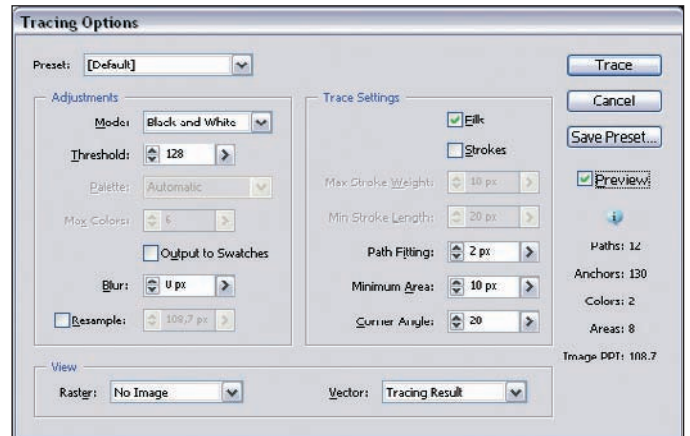 Tracing Options
Preset: [Default]
Trace
Adjustments
Trace Settings
Cancel
Mode: Black and White
Fills
Save Preset...
Threshold: 128
Strokes
Palette: Automatic
Max Stroke Weight: 10 px
Preview
Max Colors: 6
Min Stroke Length: 20 px
Output to Swatches
Path Fitting: 2 px
Paths: 12
Blur: 0 px
Minimum Area: 10 px
Anchors: 130
Resample: 108,7 px
Corner Angle: 20
Colors: 2
Areas: 8
Image PPI: 108.7
View
Raster: No Image
Vector: Tracing Result